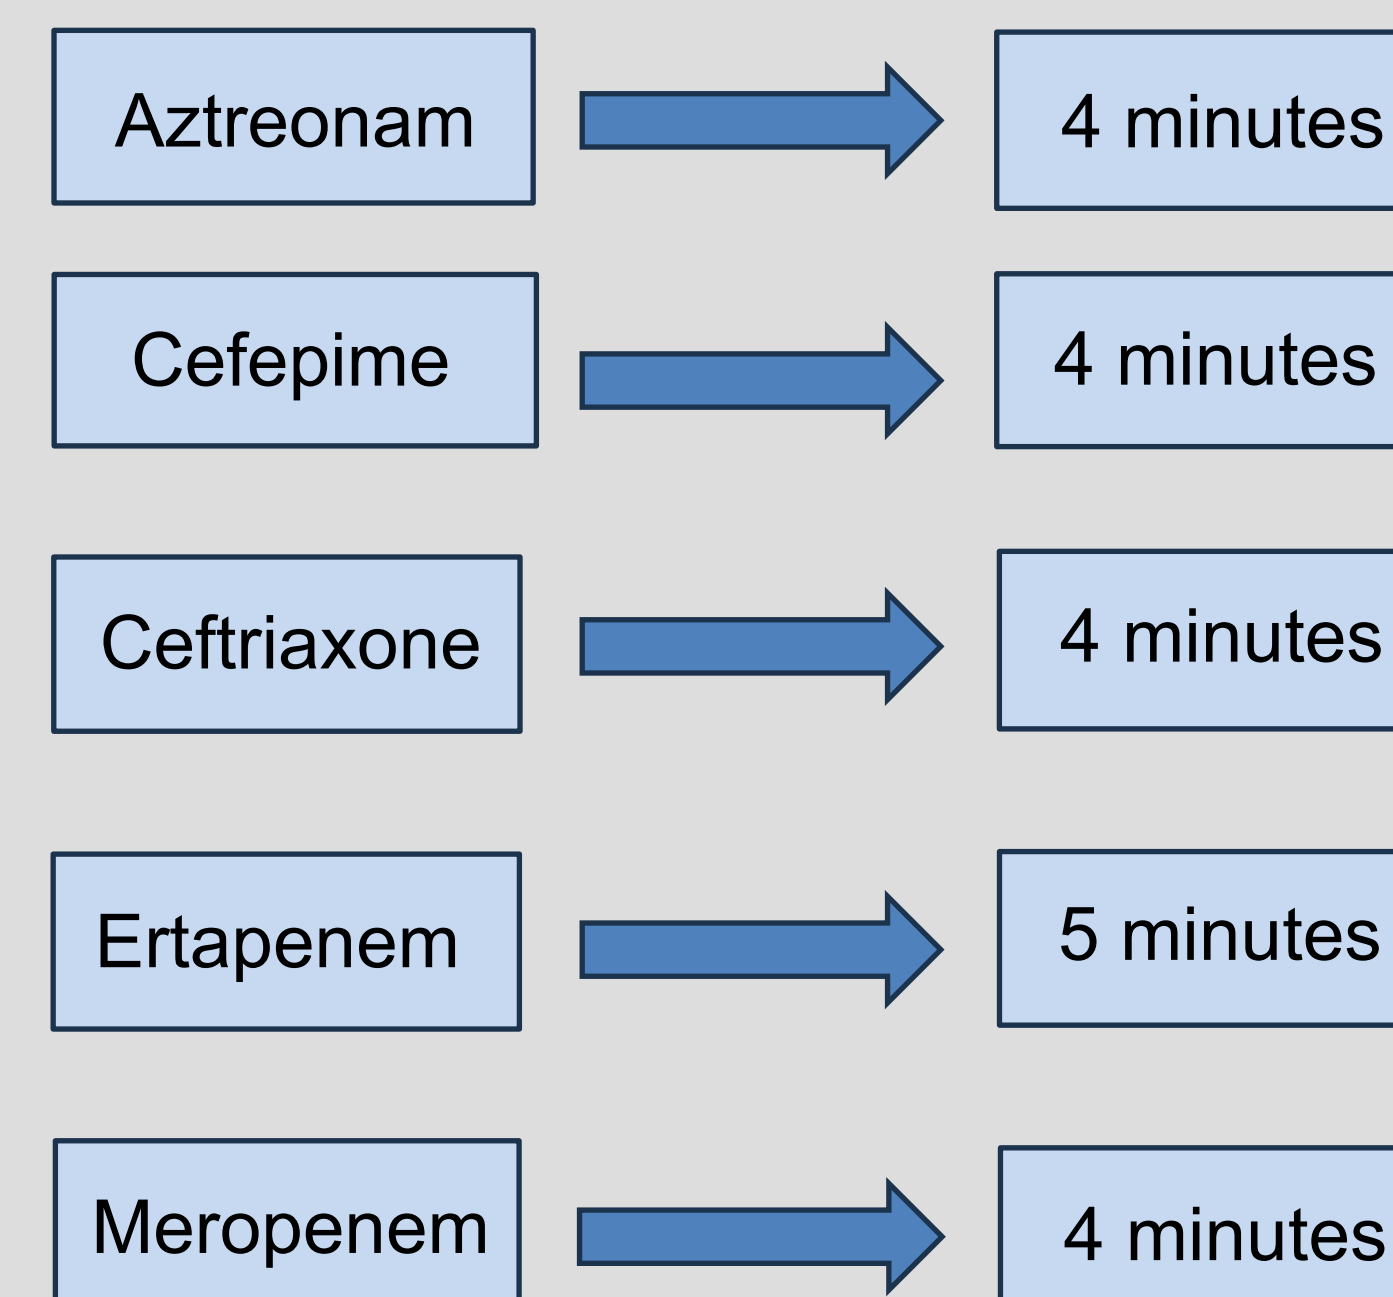 Aztreonam 4 minutes
Cefepime 4 minutes
Ceftriaxone 4 minutes
Ertapenem 5 minutes
Meropenem 4 minutes